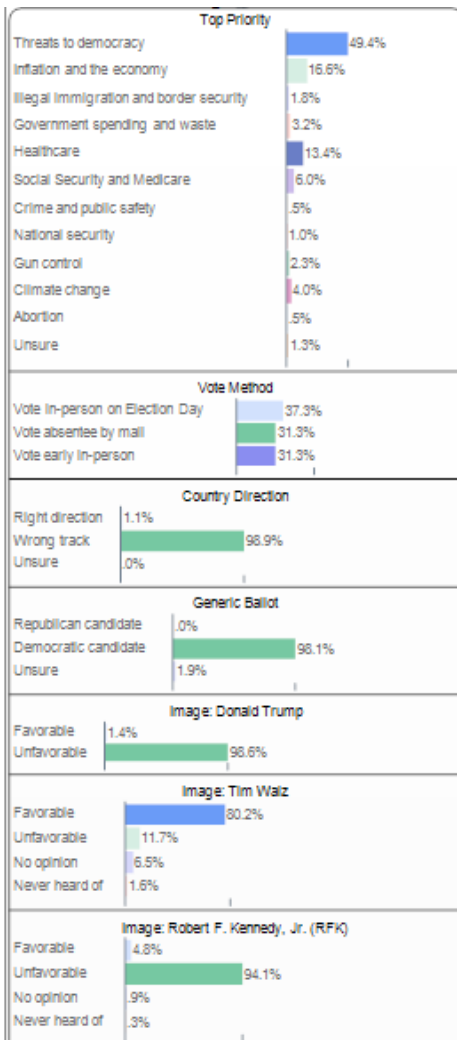 Top Priority
Threats to democracy 49.4%
Inflation and the economy 16.6%
Illegal immigration and border security 1.8%
Government spending and waste 3.2%
Healthcare 13.4%
Social Security and Medicare 6.0%
Crime and public safety .5%
National security 1.0%
Gun control 2.3%
Climate change 4.0%
Abortion .5%
Unsure 1.3%
Vote Method
Vote in-person on Election Day 37.3%
Vote absentee by mail 31.3%
Vote early in-person 31.3%
Country Direction
Right direction 1.1%
Wrong track 98.9%
Unsure .0%
Generic Ballot
Republican candidate .0%
Democratic candidate 98.1%
Unsure 1.9%
Image: Donald Trump
Favorable 1.4%
Unfavorable 98.6%
Image: Tim Walz
Favorable 80.2%
Unfavorable 11.7%
No opinion 6.5%
Never heard of 1.6%
Image: Robert F. Kennedy, Jr. (RFK)
Favorable 4.8%
Unfavorable 94.1%
No opinion .9%
Never heard of .3%